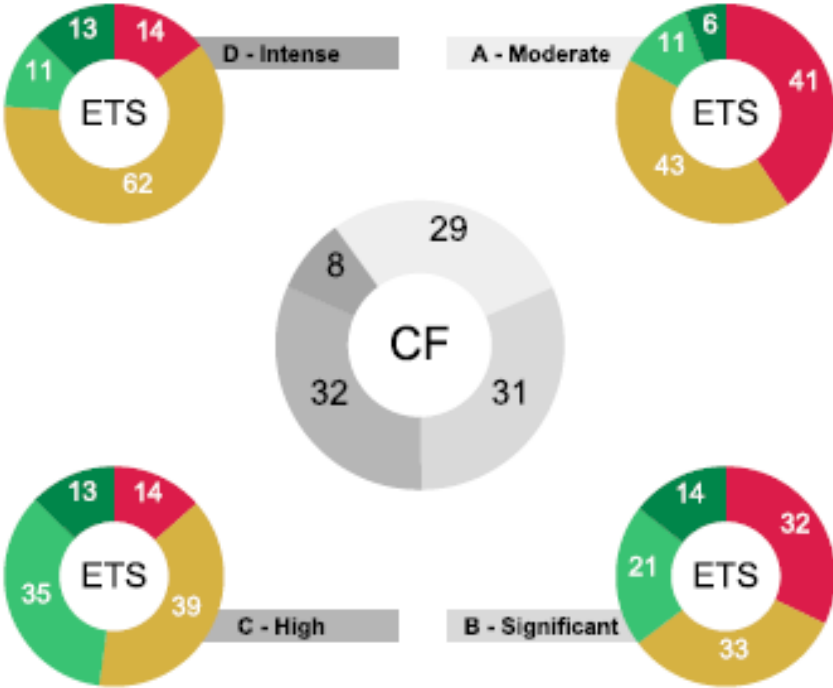 13 14
11
ETS
62
D - Intense
A - Moderate
6
11
41
ETS
43
29
8
CF
32
31
13 14
ETS
35
39
C - High
B - Significant
14
32
21
ETS
33